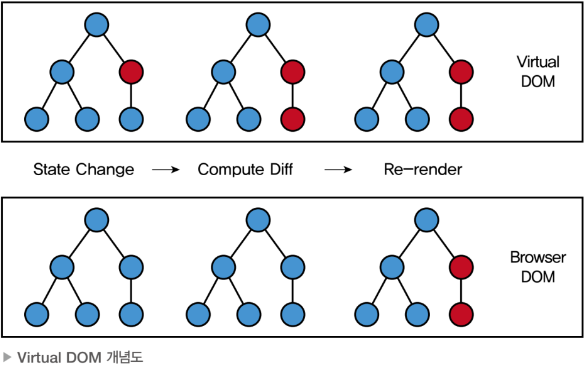 Virtual
DOM
State Change → Compute Diff → Re-render
Browser
DOM
▶ Virtual DOM 개념도